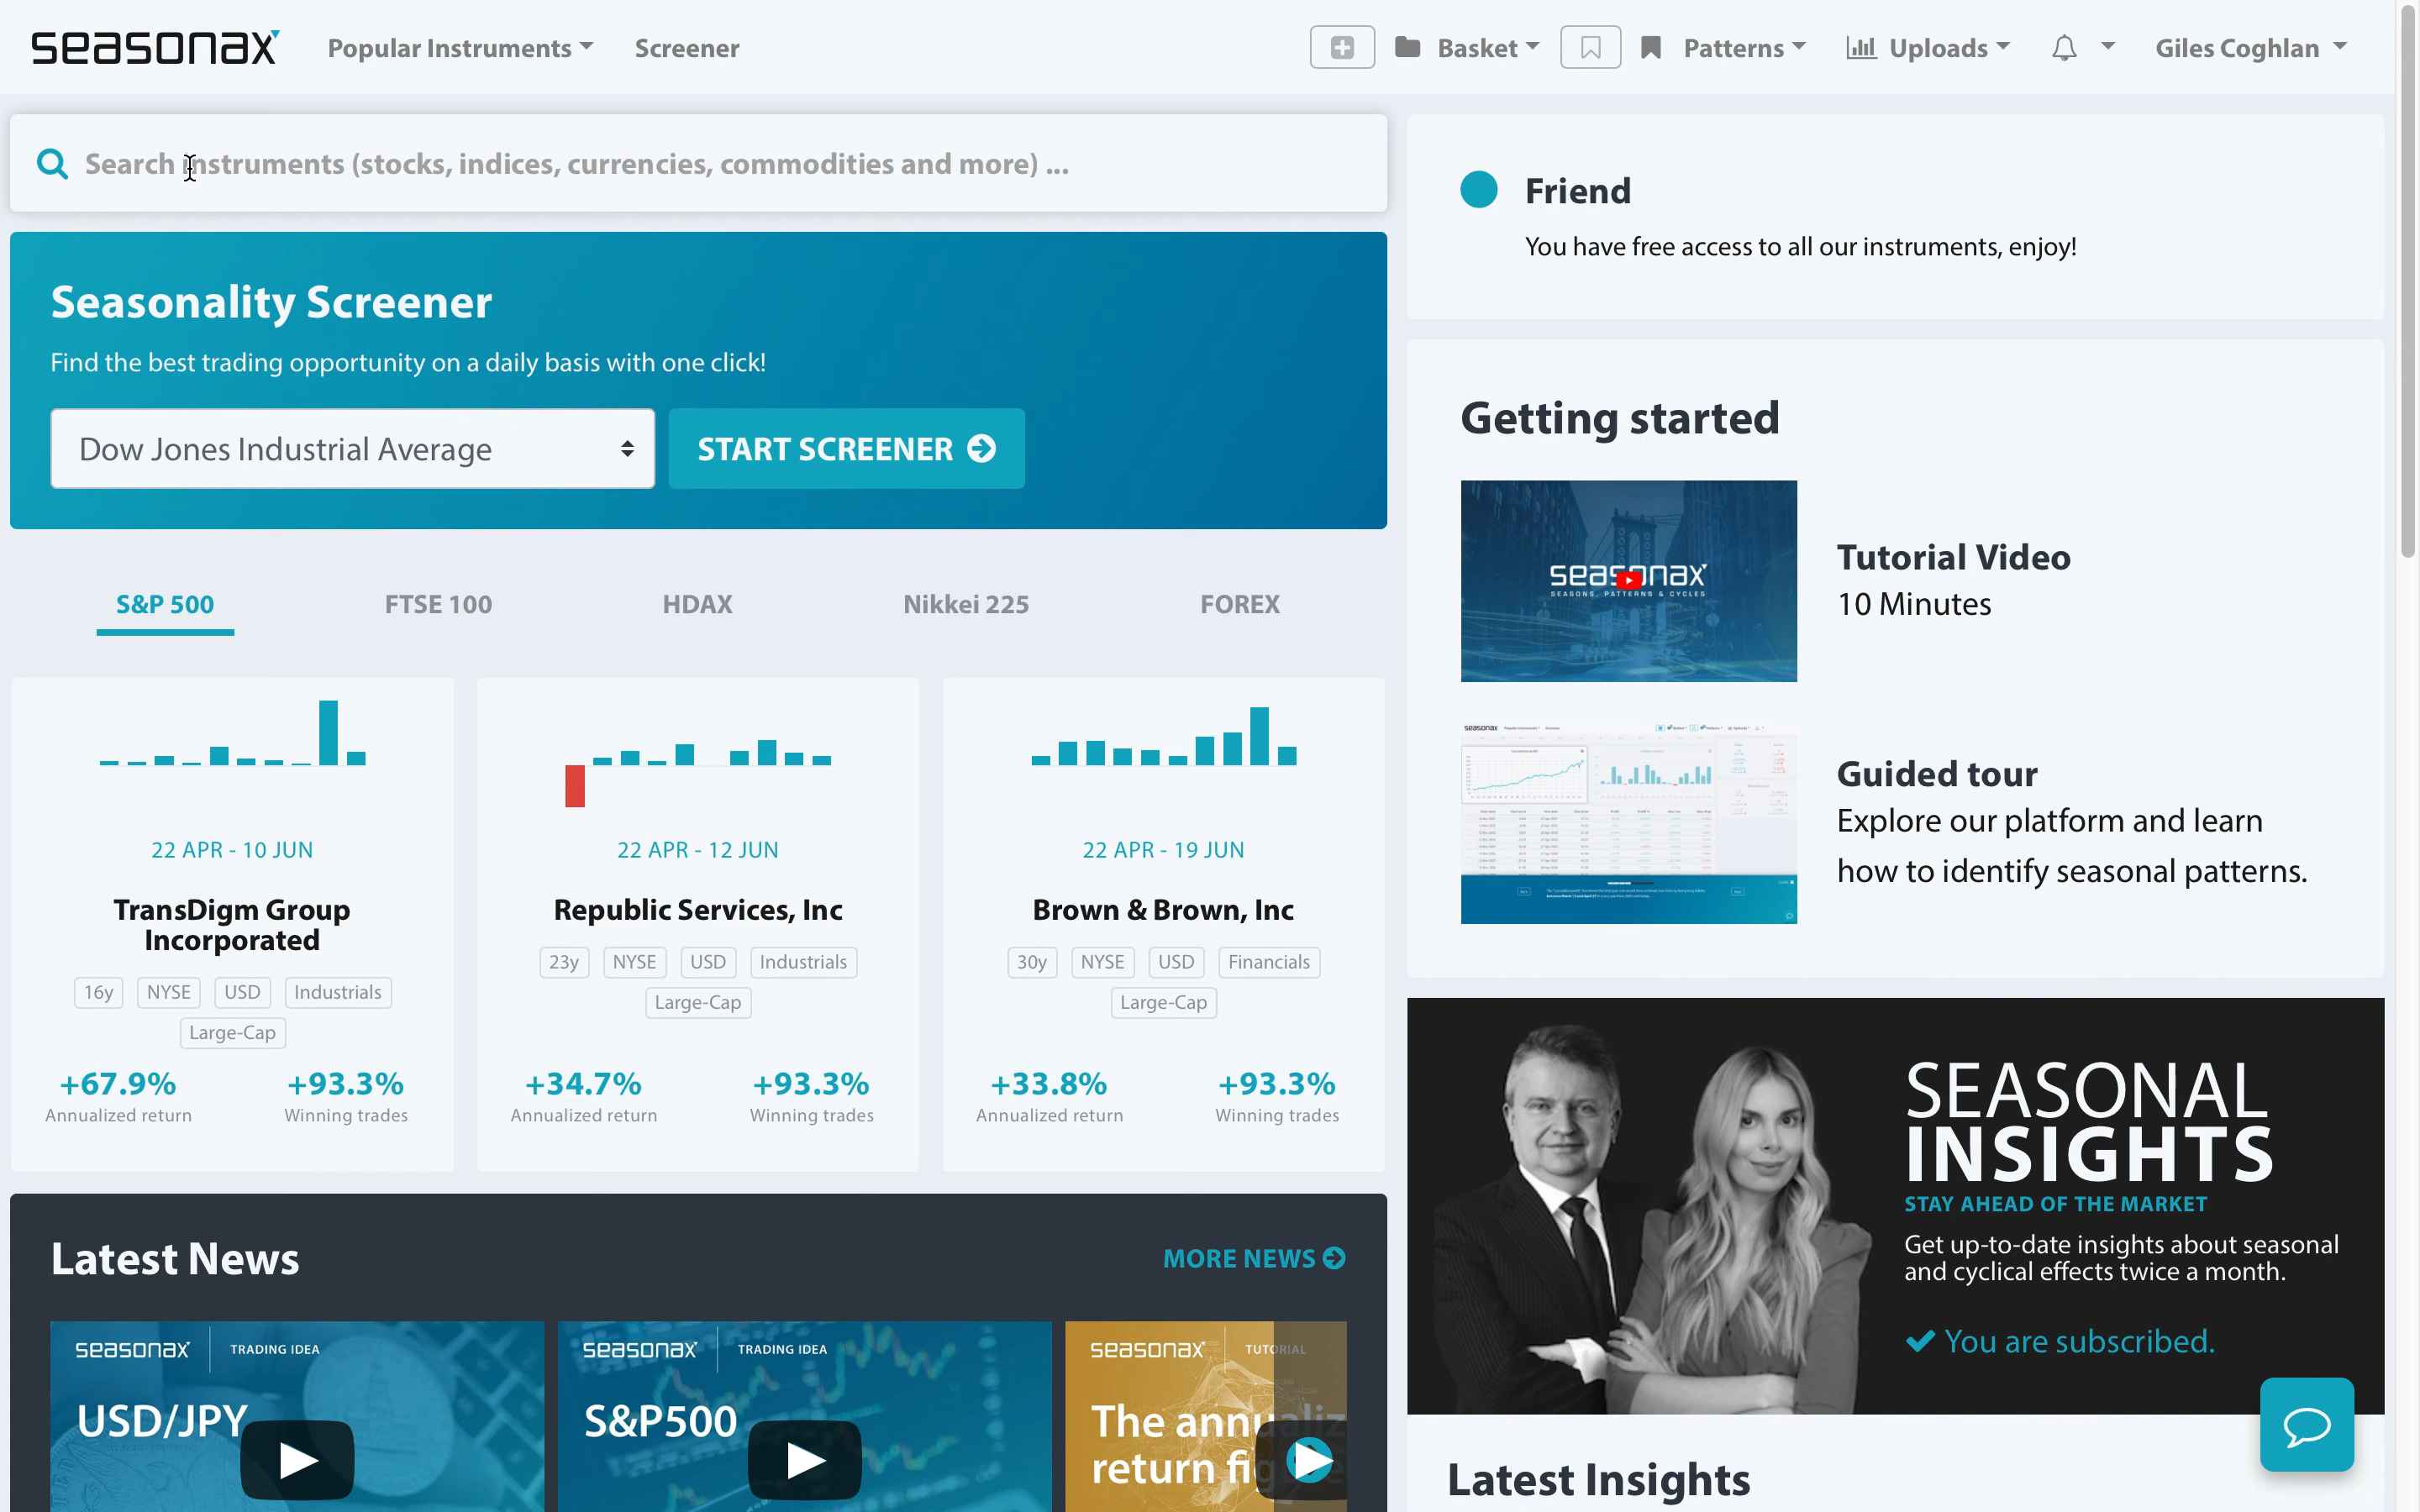 seasonax
Popular Instruments
Screener
Basket
Patterns
Uploads
Giles Coghlan
Search instruments (stocks, indices, currencies, commodities and more) ...
Seasonality Screener
Find the best trading opportunity on a daily basis with one click!
Dow Jones Industrial Average
START SCREENER
S&P 500
FTSE 100
HDAX
Nikkei 225
FOREX
22 APR - 10 JUN
TransDigm Group
Incorporated
16y
NYSE
USD
Industrials
Large-Cap
+67.9%
Annualized return
+93.3%
Winning trades
22 APR - 12 JUN
Republic Services, Inc
23y
NYSE
USD
Industrials
Large-Cap
+34.7%
Annualized return
+93.3%
Winning trades
22 APR - 19 JUN
Brown & Brown, Inc
30y
NYSE
USD
Financials
Large-Cap
+33.8%
Annualized return
+93.3%
Winning trades
Latest News
MORE NEWS
seasonax
TRADING IDEA
USD/JPY
seasonax
TRADING IDEA
S&P500
seasonax
TUTORIAL
The annualiz
return fig
Friend
You have free access to all our instruments, enjoy!
Getting started
seasonax
SEASONS, PATTERNS & CYCLES
Tutorial Video
10 Minutes
seasonax
Guided tour
Explore our platform and learn
how to identify seasonal patterns.
SEASONAL
INSIGHTS
STAY AHEAD OF THE MARKET
Get up-to-date insights about seasonal
and cyclical effects twice a month.
You are subscribed.
Latest Insights